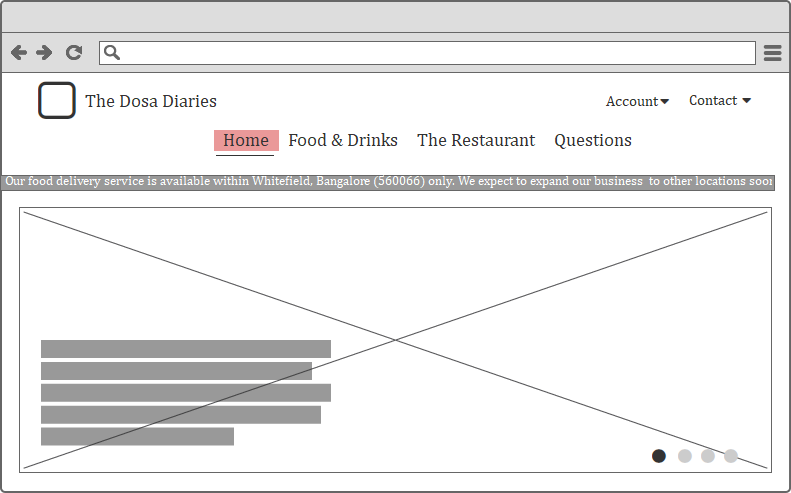 The Dosa Diaries
Account
Contact
Home Food & Drinks The Restaurant Questions
Our food delivery service is available within Whitefield, Bangalore (560066) only. We expect to expand our business to other locations soon